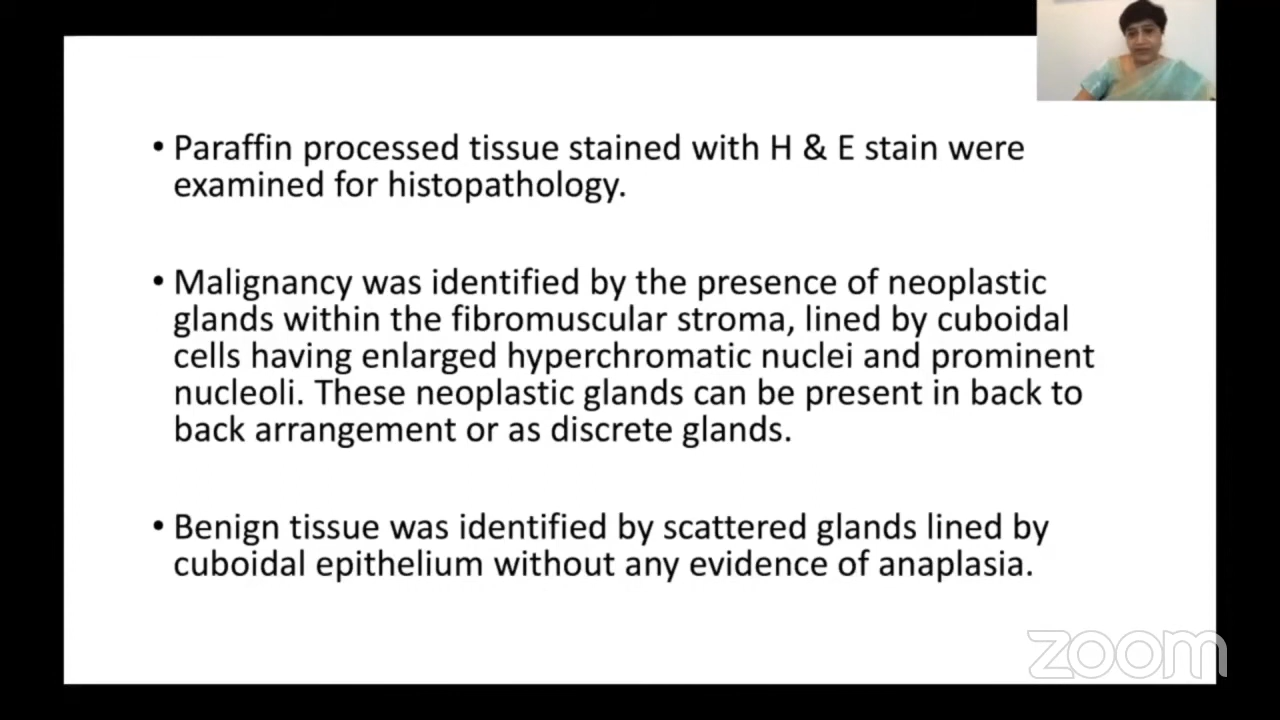 • Paraffin processed tissue stained with H & E stain were
examined for histopathology.
• Malignancy was identified by the presence of neoplastic
glands within the fibromuscular stroma, lined by cuboidal
cells having enlarged hyperchromatic nuclei and prominent
nucleoli. These neoplastic glands can be present in back to
back arrangement or as discrete glands.
• Benign tissue was identified by scattered glands lined by
cuboidal epithelium without any evidence of anaplasia.
zoom